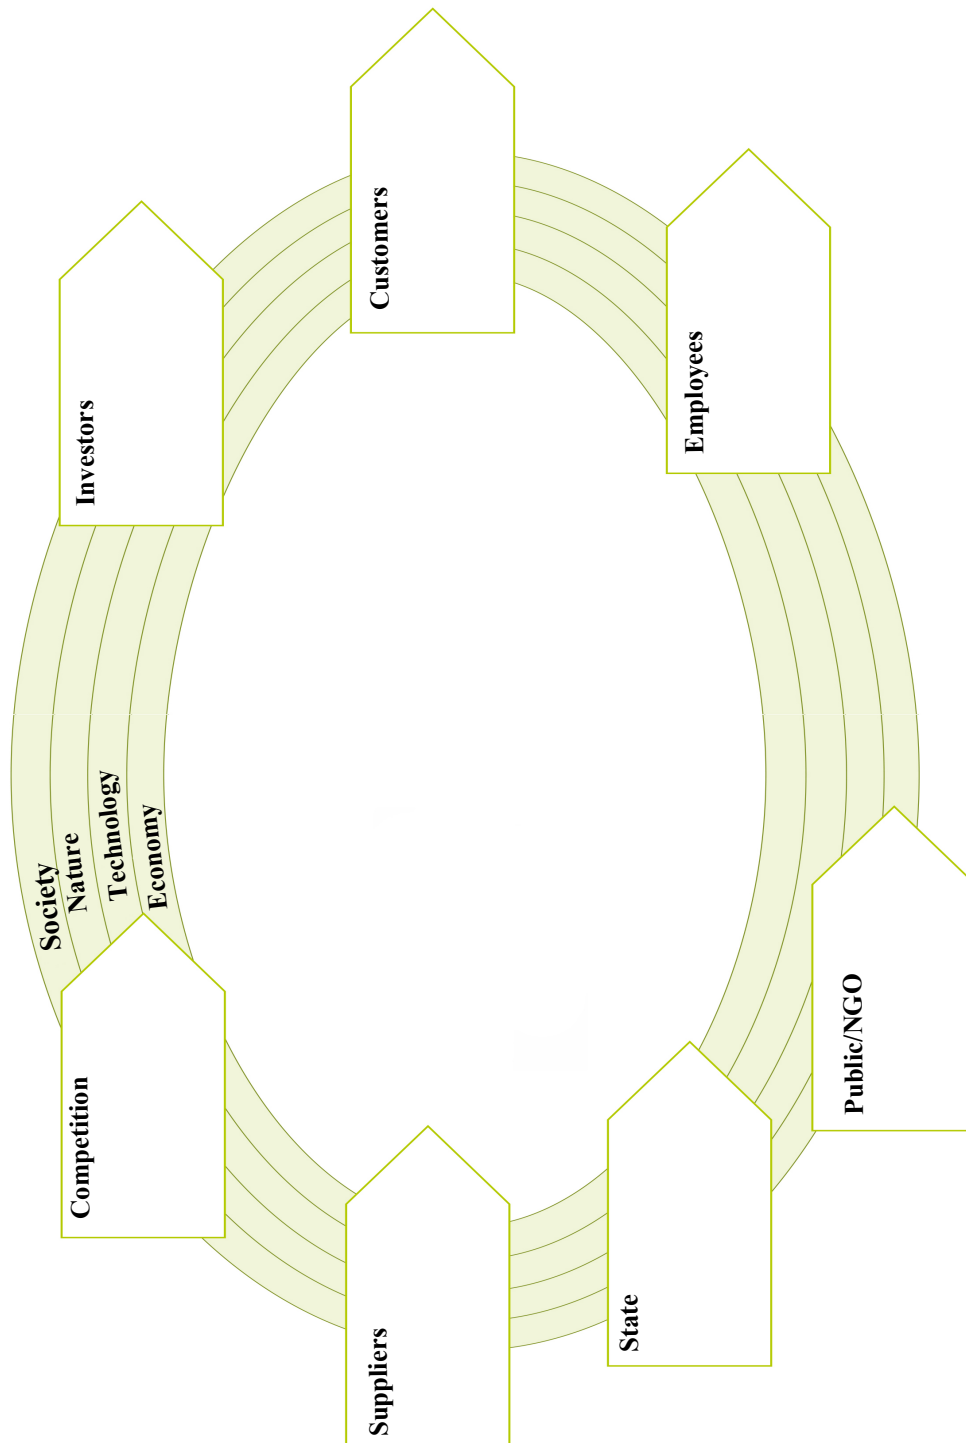 Competition
Investors
Society
Nature
Technology
Economy
Suppliers
Customers
State
Employees
Public/NGO